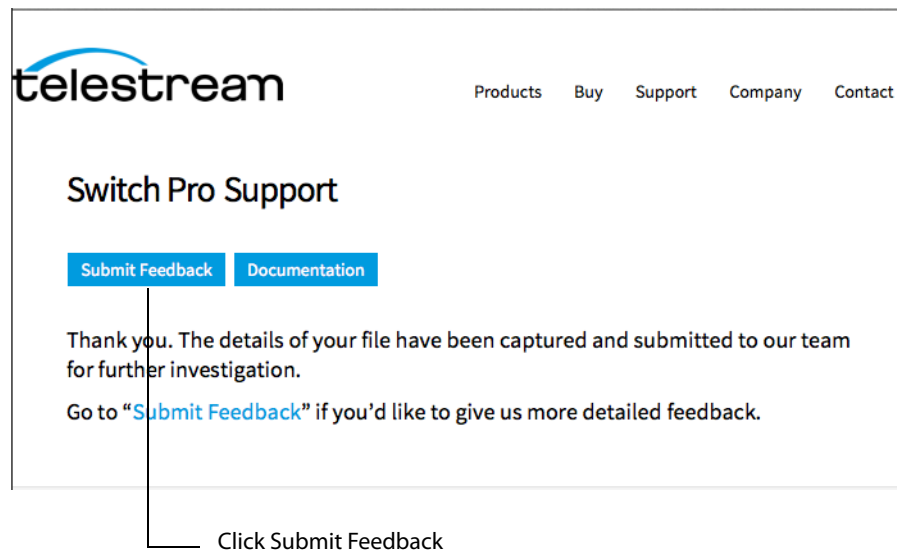 telestream
Products Buy Support Company Contact
Switch Pro Support
Submit Feedback Documentation
Thank you. The details of your file have been captured and submitted to our team
for further investigation.
Go to “Submit Feedback” if you’d like to give us more detailed feedback.
Click Submit Feedback